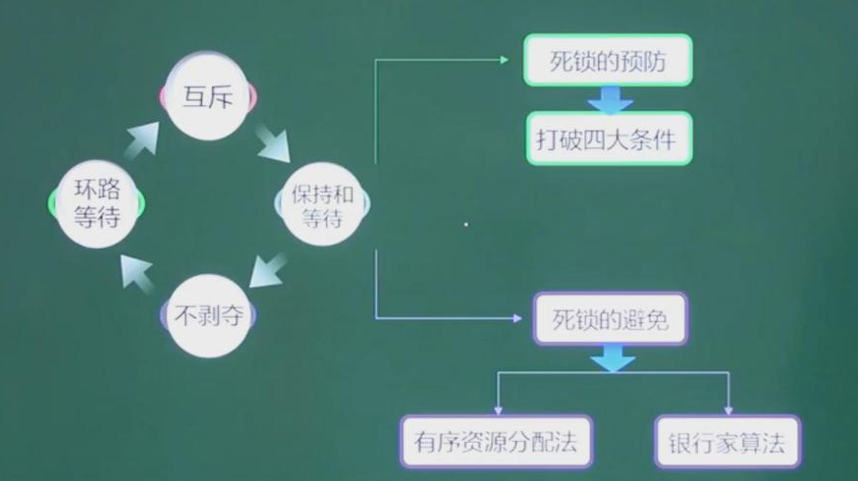 互斥
保持和
等待
不剥夺
环路
等待
死锁的预防
打破四大条件
死锁的避免
有序资源分配法
银行家算法